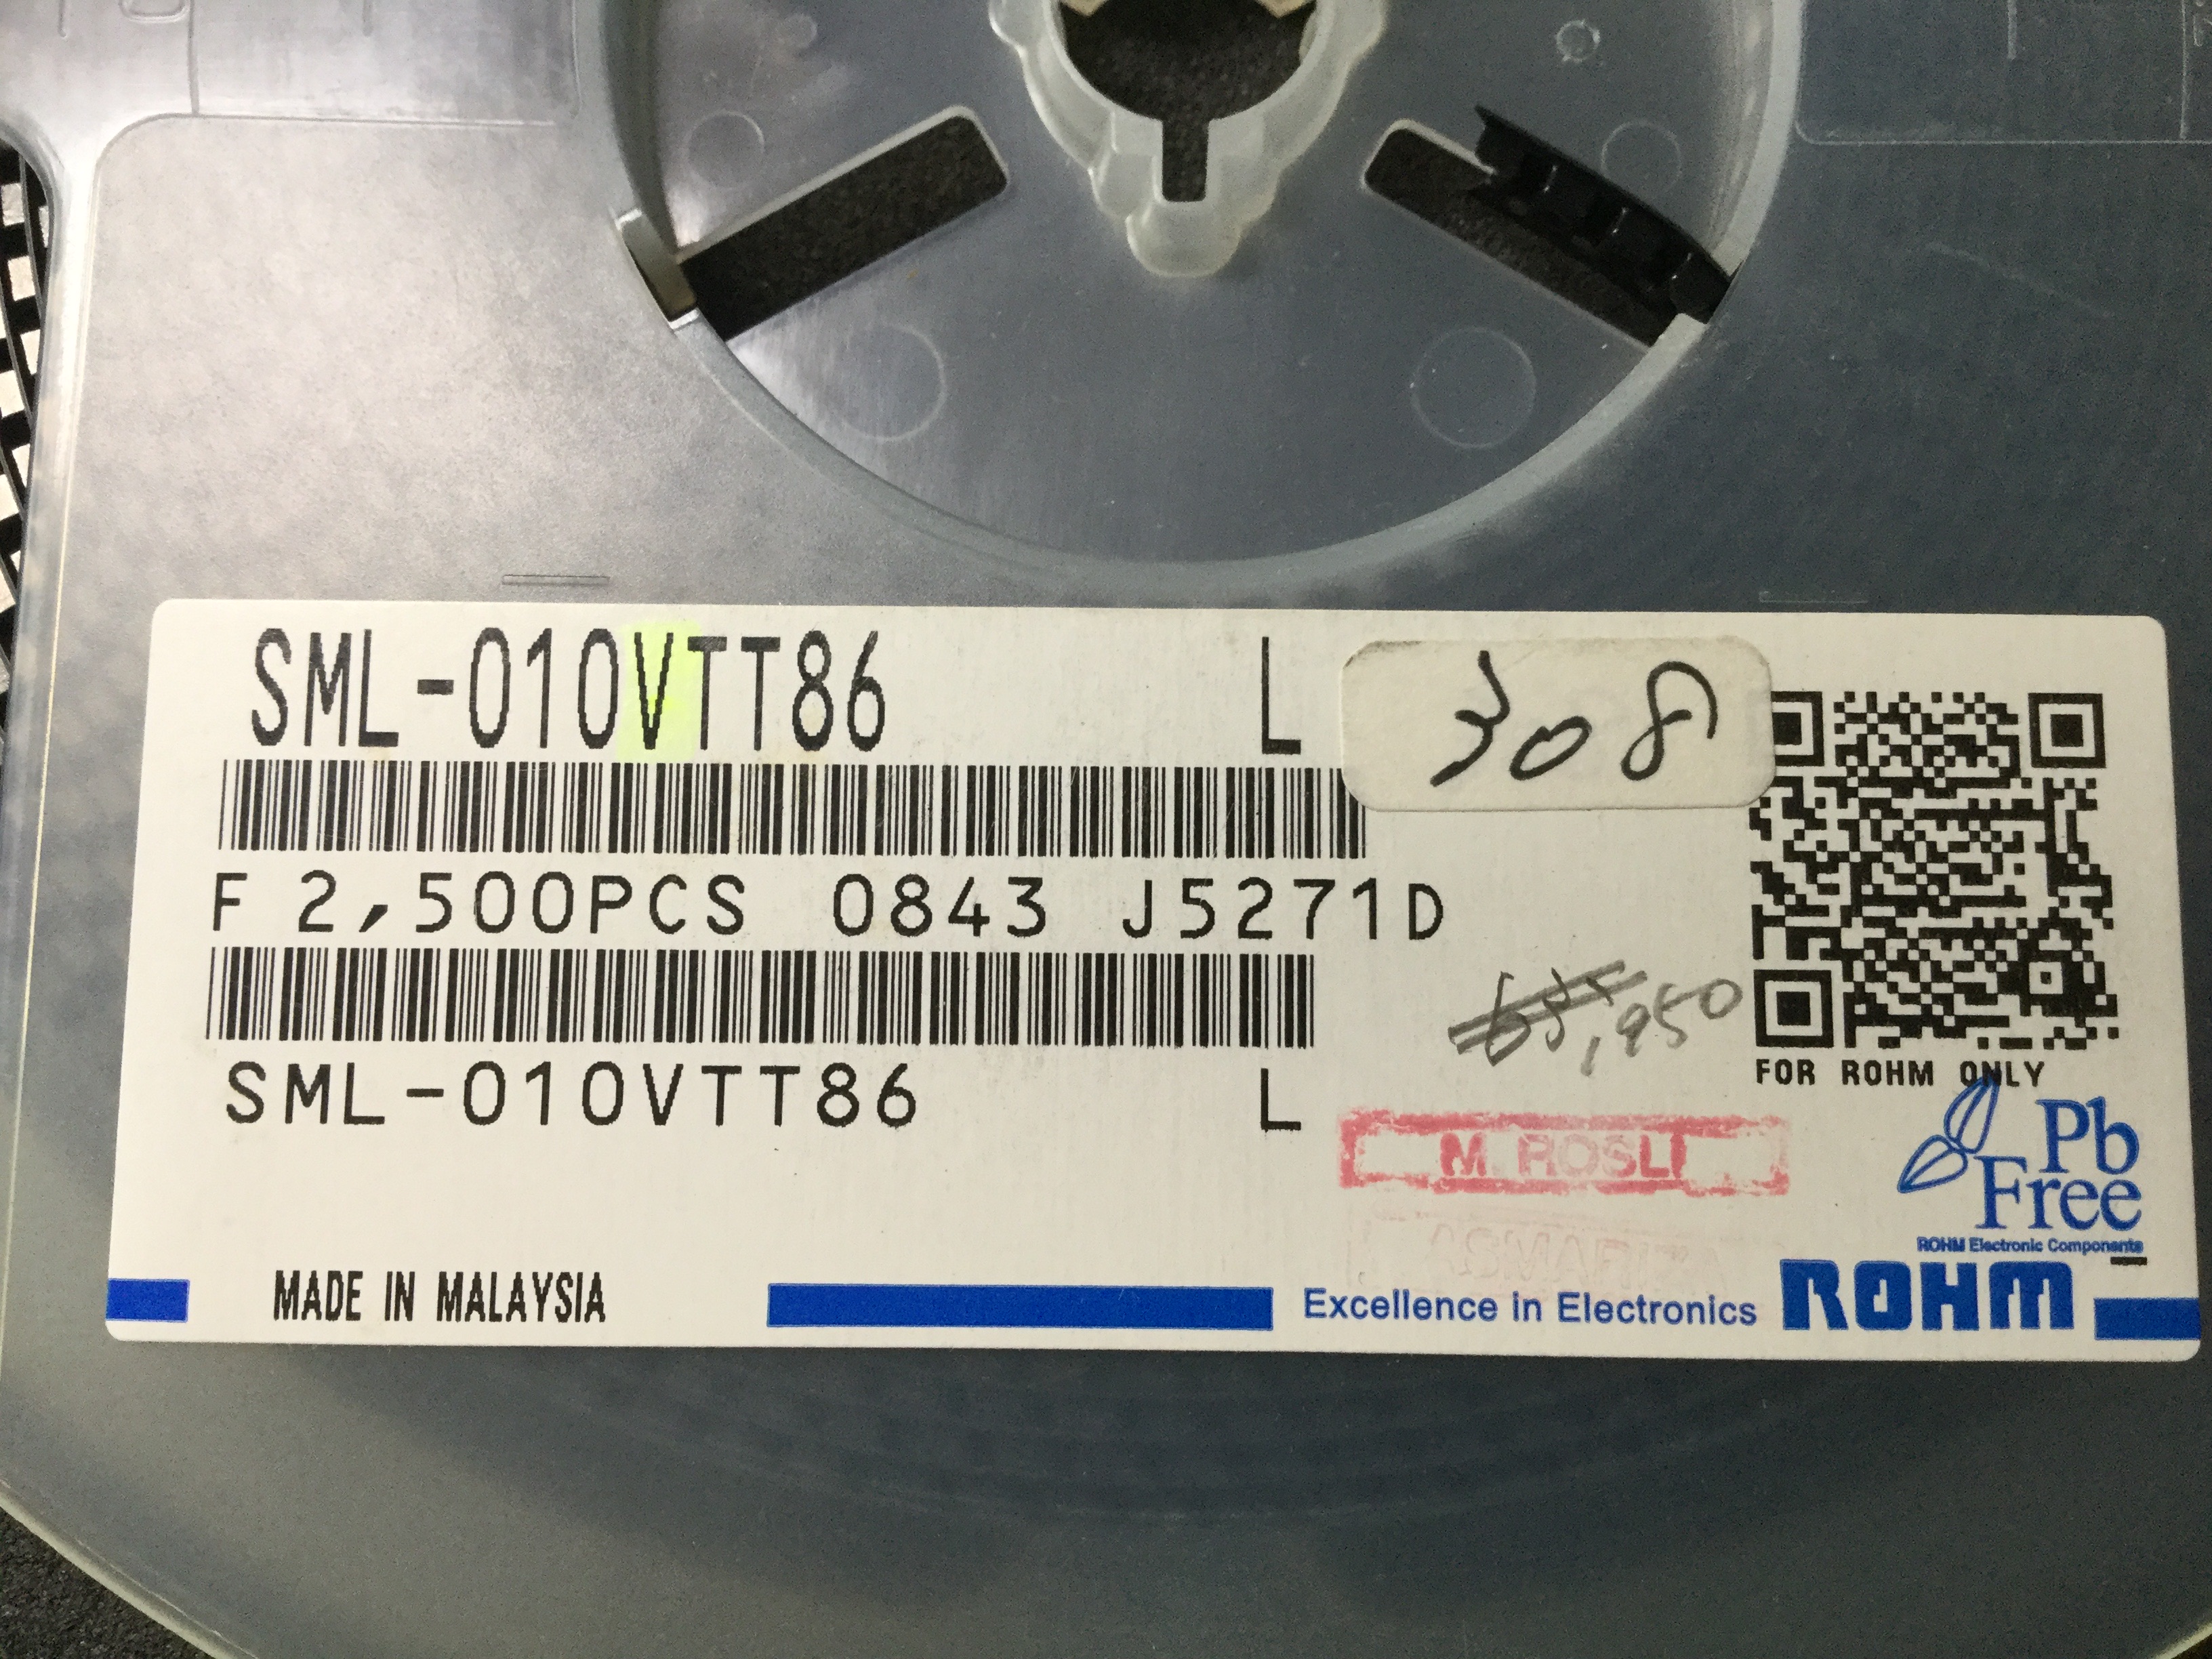 SML-010VTT86 L
308
F 2,500PCS 0843 J5271D
,950
SML-010VTT86 L
FOR ROHM ONLY
M. ROSLI
Pb
Free
ROHM Electronic Components
MADE IN MALAYSIA
Excellence in Electronics ROHM